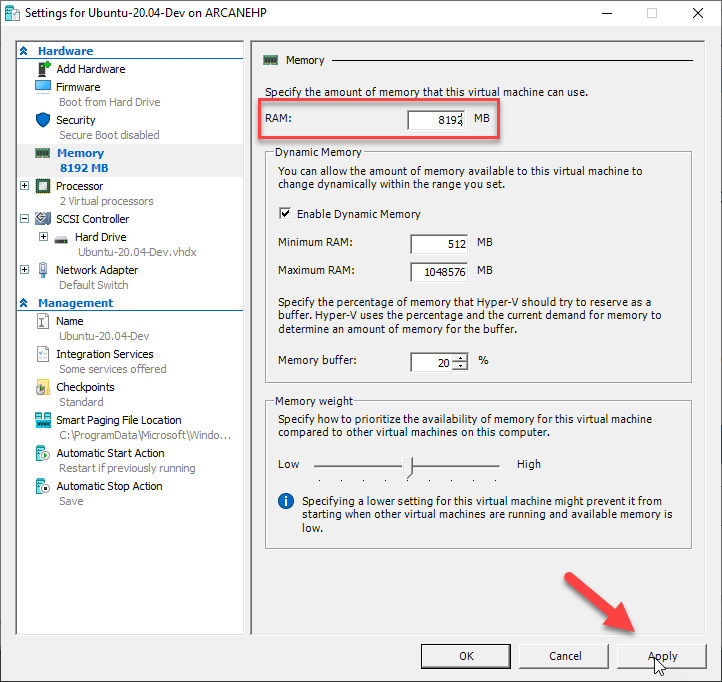 Settings for Ubuntu-20.04-Dev on ARCANEHP
Hardware
Add Hardware
Firmware
Boot from Hard Drive
Security
Secure Boot disabled
Memory
8192 MB
Processor
2 Virtual processors
SCSI Controller
Hard Drive
Ubuntu-20.04-Dev.vhdx
Network Adapter
Default Switch
Management
Name
Ubuntu-20.04-Dev
Integration Services
Some services offered
Checkpoints
Standard
Smart Paging File Location
C:\ProgramData\Microsoft\Windo...
Automatic Start Action
Restart if previously running
Automatic Stop Action
Save
Memory
Specify the amount of memory that this virtual machine can use.
RAM: 8192 MB
Dynamic Memory
You can allow the amount of memory available to this virtual machine to
change dynamically within the range you set.
Enable Dynamic Memory
Minimum RAM: 512 MB
Maximum RAM: 1048576 MB
Specify the percentage of memory that Hyper-V should try to reserve as a
buffer. Hyper-V uses the percentage and the current demand for memory to
determine an amount of memory for the buffer.
Memory buffer: 20 %
Memory weight
Specify how to prioritize the availability of memory for this virtual machine
compared to other virtual machines on this computer.
Low High
Specifying a lower setting for this virtual machine might prevent it from
starting when other virtual machines are running and available memory is
low.
OK Cancel Apply